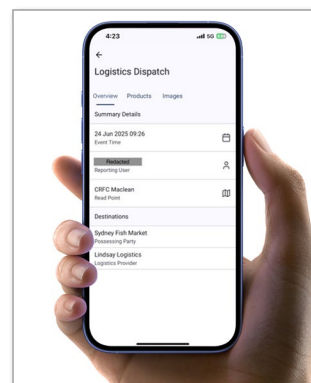 4:23
5G
Logistics Dispatch
Overview Products Images
Summary Details
24 Jun 2025 09:26
Event Time
Redacted
Reporting User
CRFC Maclean
Read Point
Destinations
Sydney Fish Market
Possessing Party
Lindsay Logistics
Logistics Provider